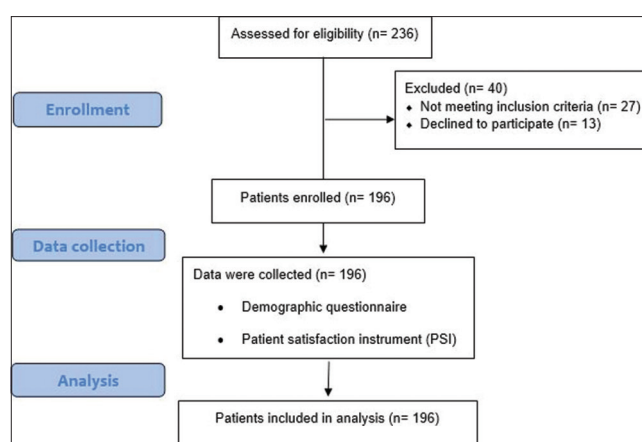 Assessed for eligibility (n= 236)
Enrollment
Excluded (n= 40)
♦ Not meeting inclusion criteria (n= 27)
♦ Declined to participate (n= 13)
Patients enrolled (n= 196)
Data collection
Data were collected (n= 196)
• Demographic questionnaire
• Patient satisfaction instrument (PSI)
Analysis
Patients included in analysis (n= 196)